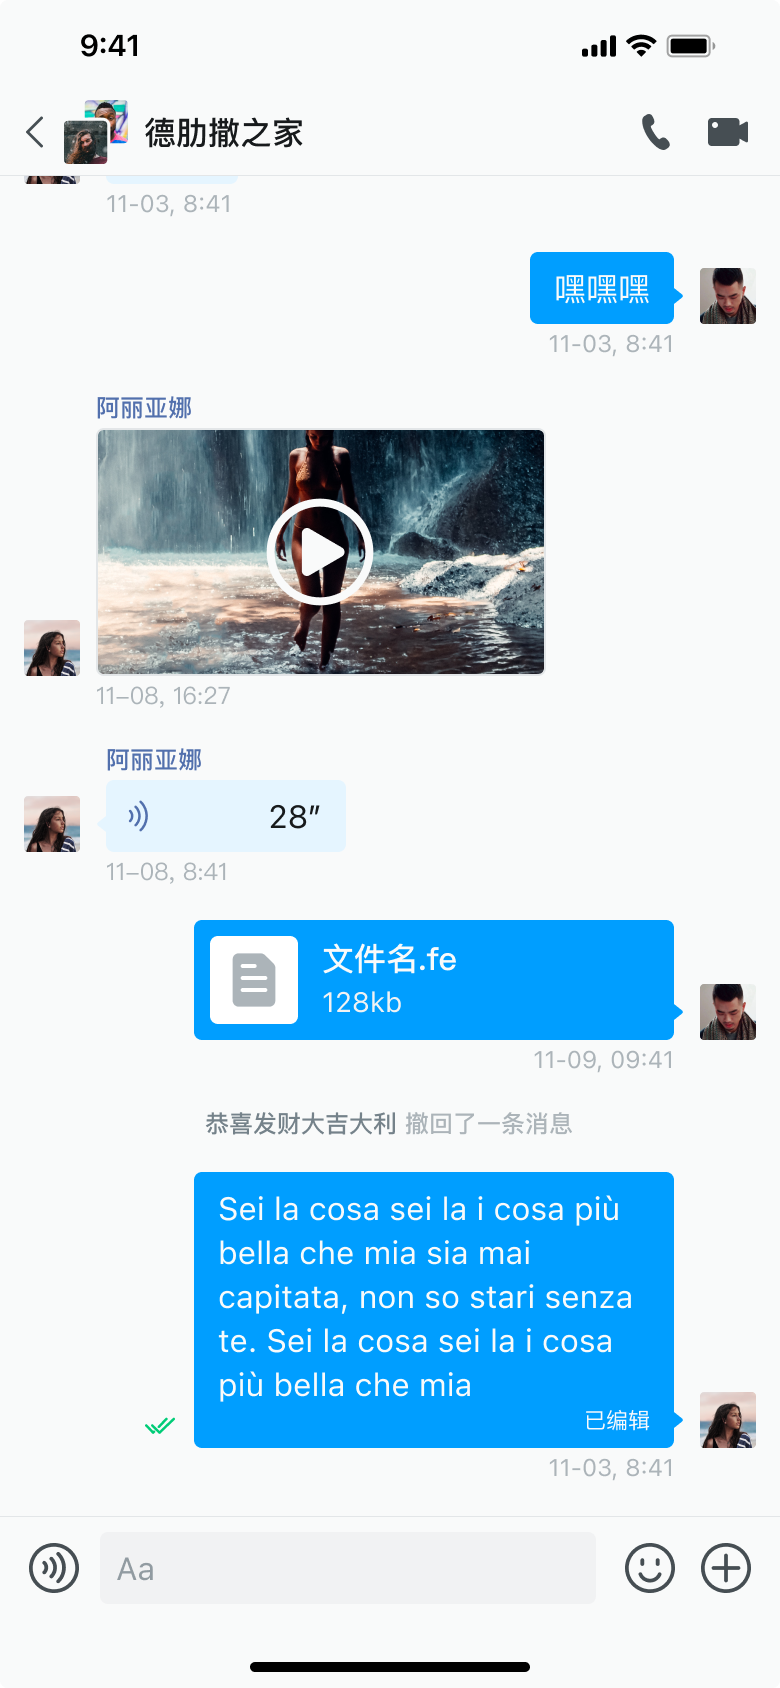 9:41
德肋撒之家
11-03, 8:41
嘿嘿嘿
11-03, 8:41
阿丽亚娜
11–08, 16:27
阿丽亚娜
28″
11–08, 8:41
文件名.fe
128kb
11-09, 09:41
恭喜发财大吉大利 撤回了一条消息
Sei la cosa sei la i cosa più
bella che mia sia mai
capitata, non so stari senza
te. Sei la cosa sei la i cosa
più bella che mia
已编辑
11-03, 8:41
Aa